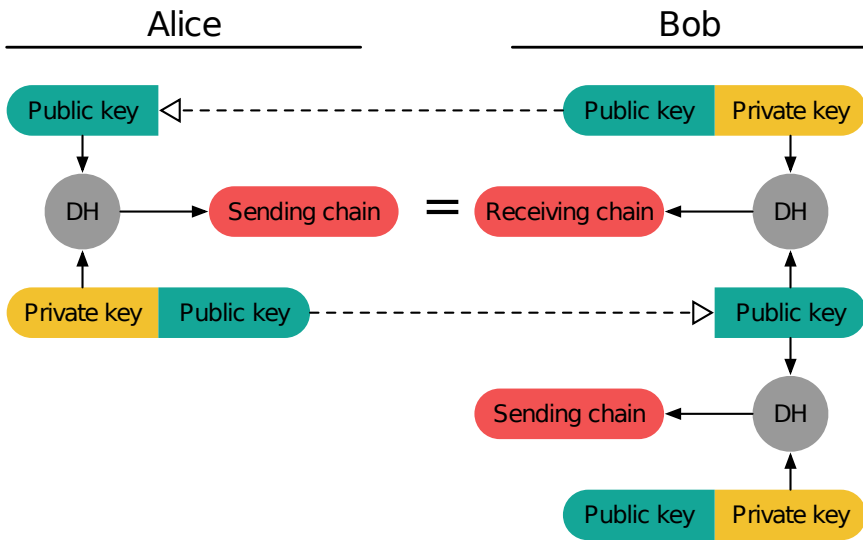 Alice
Bob
Public key
Public key Private key
DH
Sending chain
=
Receiving chain
DH
Private key Public key
Public key
Sending chain
DH
Public key Private key